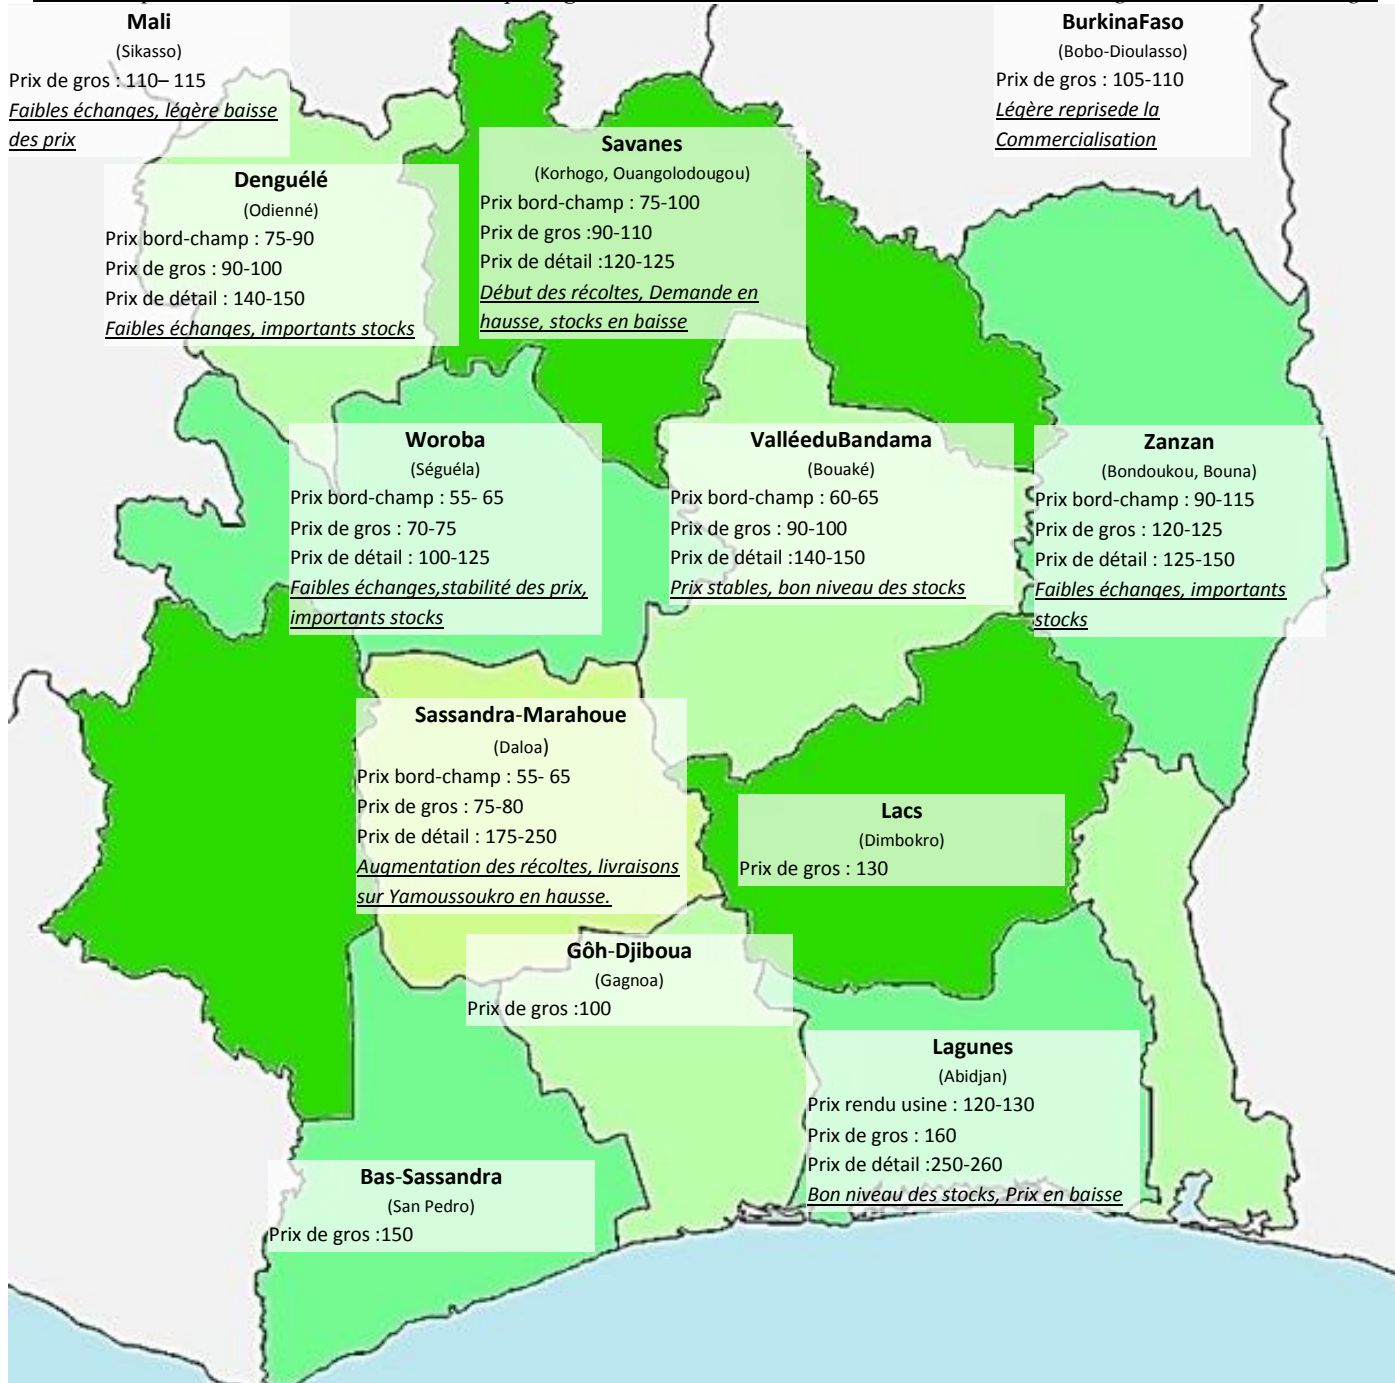 Mali
(Sikasso)
Prix de gros : 110– 115
Faibles échanges, légère baisse
des prix
BurkinaFaso
(Bobo-Dioulasso)
Prix de gros : 105-110
Légère reprisede la
Commercialisation
Denguélé
(Odienné)
Prix bord-champ : 75-90
Prix de gros : 90-100
Prix de détail : 140-150
Faibles échanges, importants stocks
Savanes
(Korhogo, Ouangolodougou)
Prix bord-champ : 75-100
Prix de gros :90-110
Prix de détail :120-125
Début des récoltes, Demande en
hausse, stocks en baisse
Woroba
(Séguéla)
Prix bord-champ : 55- 65
Prix de gros : 70-75
Prix de détail : 100-125
Faibles échanges,stabilité des prix,
importants stocks
ValléeduBandama
(Bouaké)
Prix bord-champ : 60-65
Prix de gros : 90-100
Prix de détail :140-150
Prix stables, bon niveau des stocks
Zanzan
(Bondoukou, Bouna)
Prix bord-champ : 90-115
Prix de gros : 120-125
Prix de détail : 125-150
Faibles échanges, importants
stocks
Sassandra-Marahoue
(Daloa)
Prix bord-champ : 55- 65
Prix de gros : 75-80
Prix de détail : 175-250
Augmentation des récoltes, livraisons
sur Yamoussoukro en hausse.
Lacs
(Dimbokro)
Prix de gros : 130
Gôh-Djiboua
(Gagnoa)
Prix de gros :100
Lagunes
(Abidjan)
Prix rendu usine : 120-130
Prix de gros : 160
Prix de détail :250-260
Bon niveau des stocks, Prix en baisse
Bas-Sassandra
(San Pedro)
Prix de gros :150